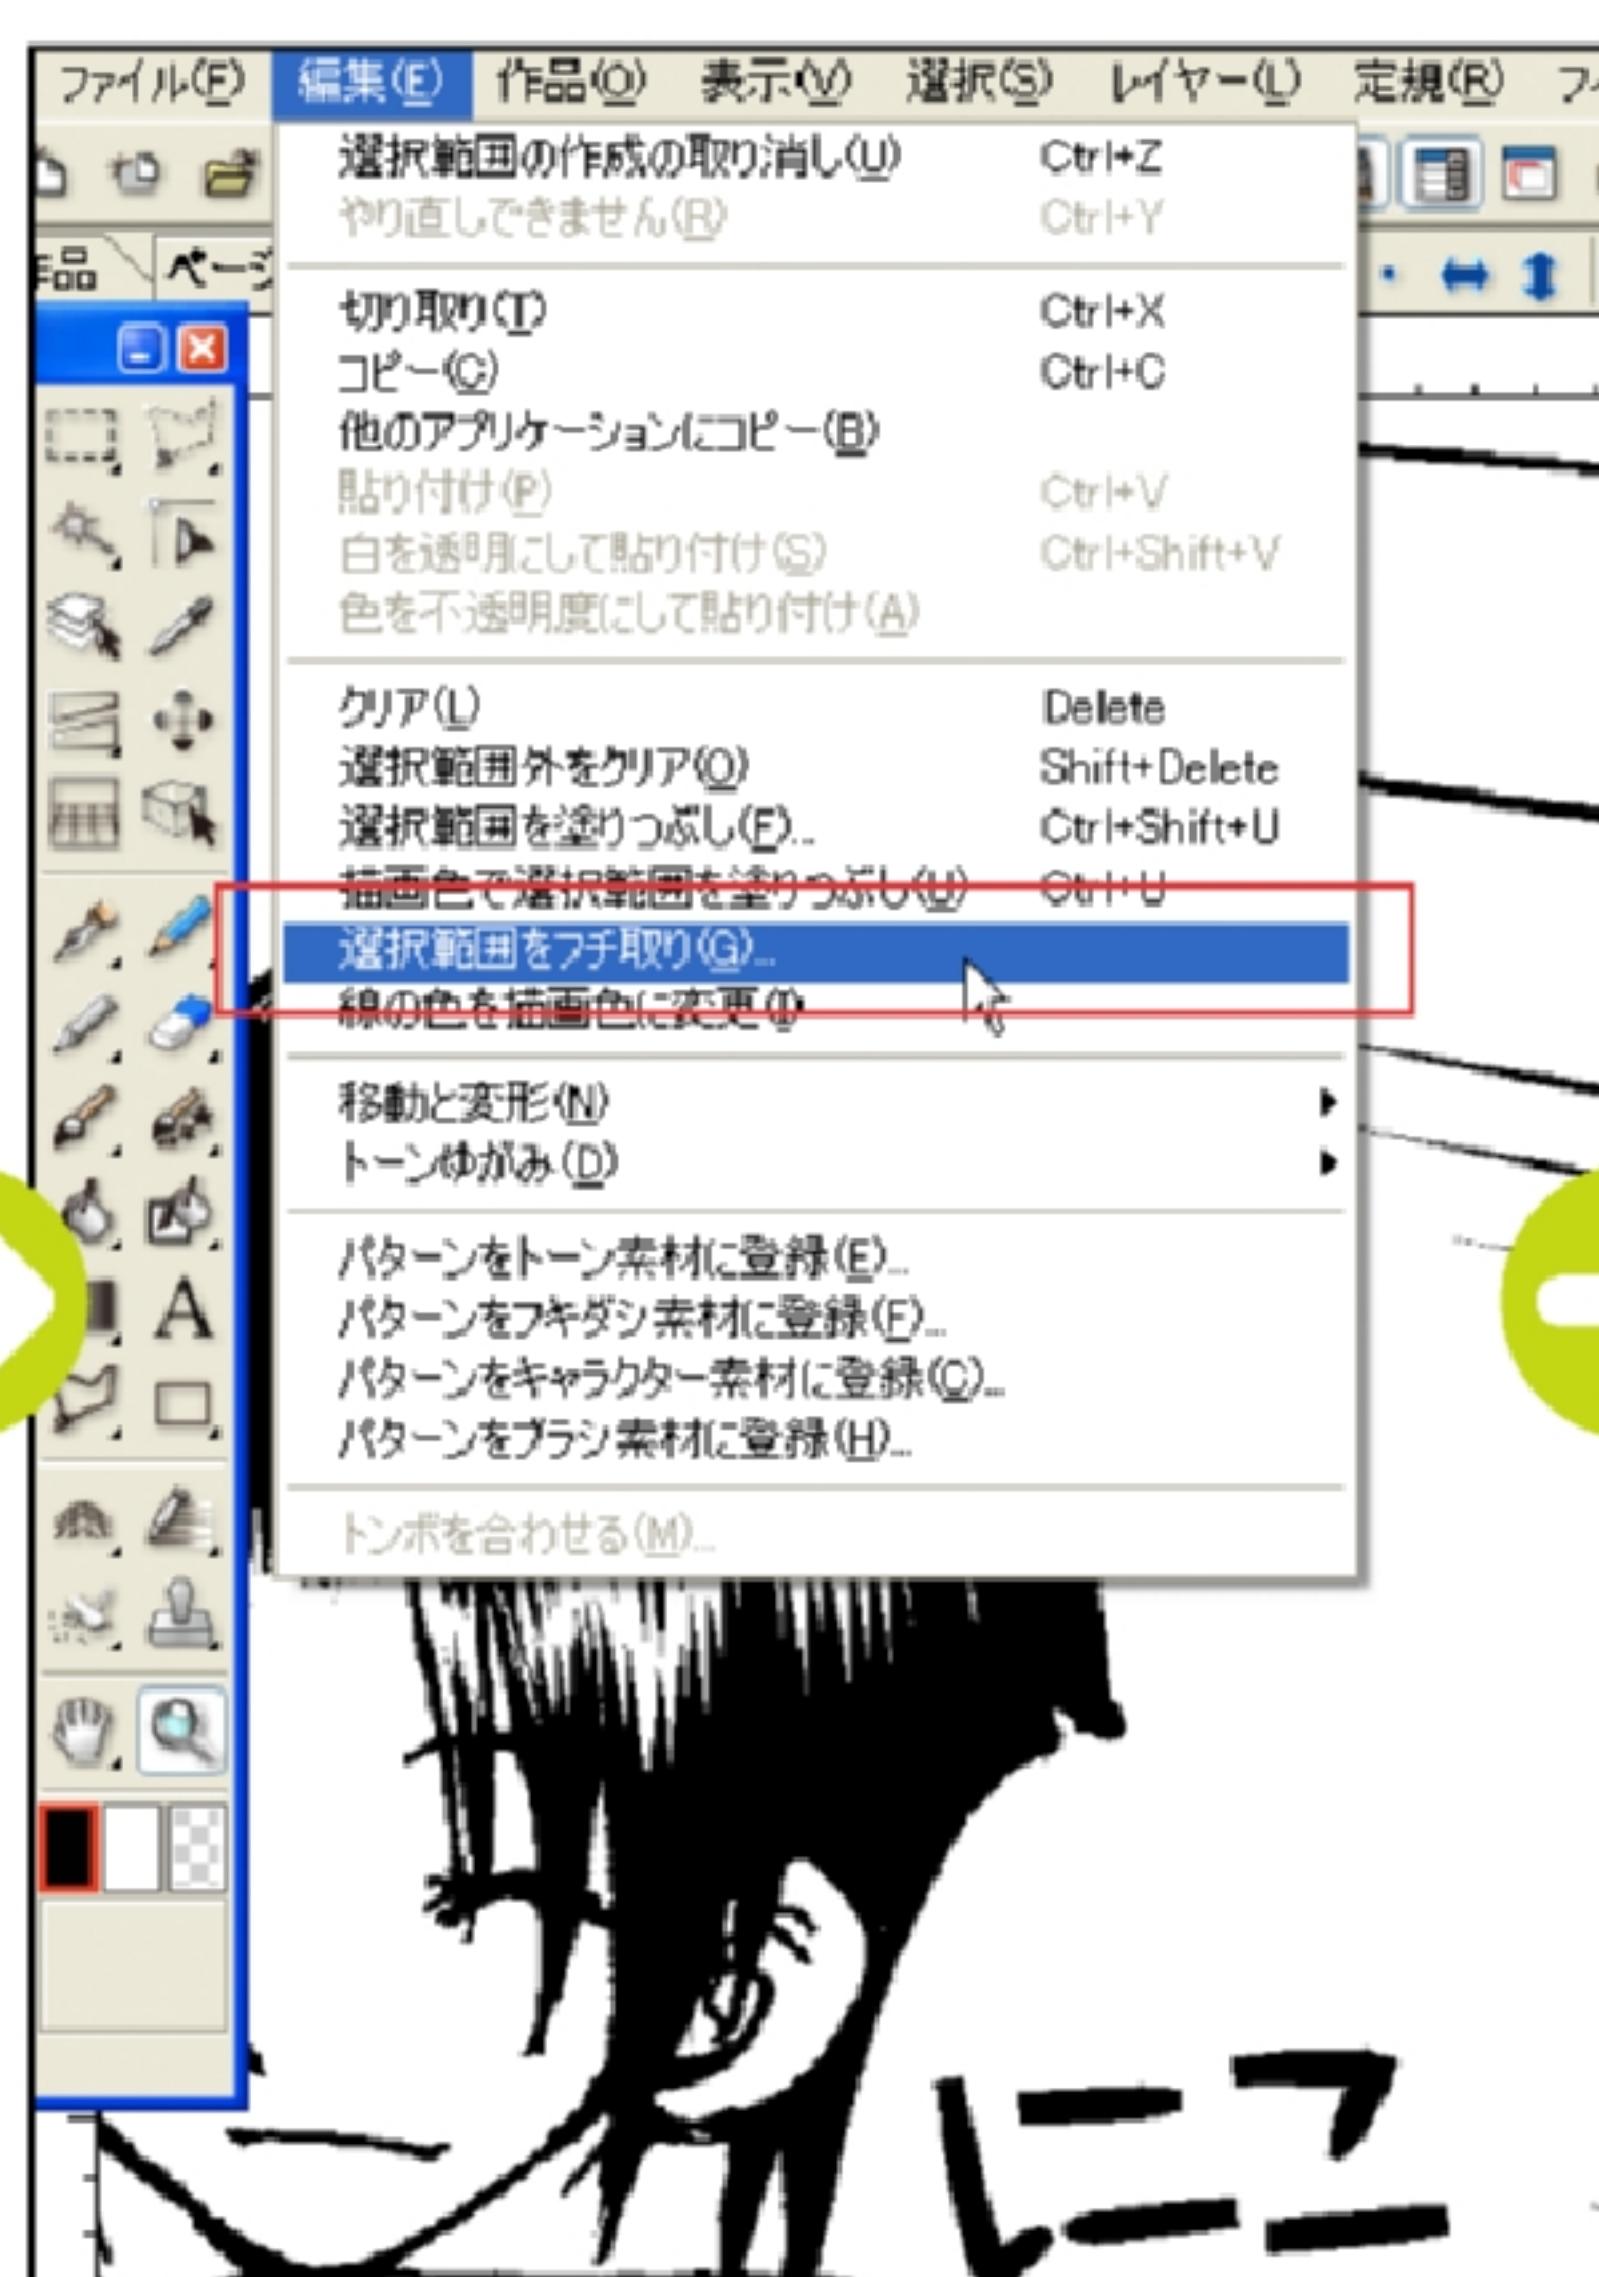 ファイル(F) 編集(E) 作品(O) 表示(V) 選択(S) レイヤー(L) 定規(R)
選択範囲の作成の取り消し(U) Ctrl+Z
やり直しできません(R) Ctrl+Y
切り取り(T) Ctrl+X
コピー(C) Ctrl+C
他のアプリケーションにコピー(B)
貼り付け(P) Ctrl+V
白を透明にして貼り付け(S) Ctrl+Shift+V
色を不透明度にして貼り付け(A)
クリア(L) Delete
選択範囲外をクリア(O) Shift+Delete
選択範囲を塗りつぶし(F)... Ctrl+Shift+U
描画色で選択範囲を塗りつぶし(U) Ctrl+U
選択範囲をフチ取り(G)...
線の色を描画色に変更(I)
移動と変形(N)
トーンゆがみ(D)
パターンをトーン素材に登録(E)...
パターンをフキダシ素材に登録(F)...
パターンをキャラクター素材に登録(C)...
パターンをブラシ素材に登録(H)...
トンボを合わせる(M)...
作品 ページ
A
にこ